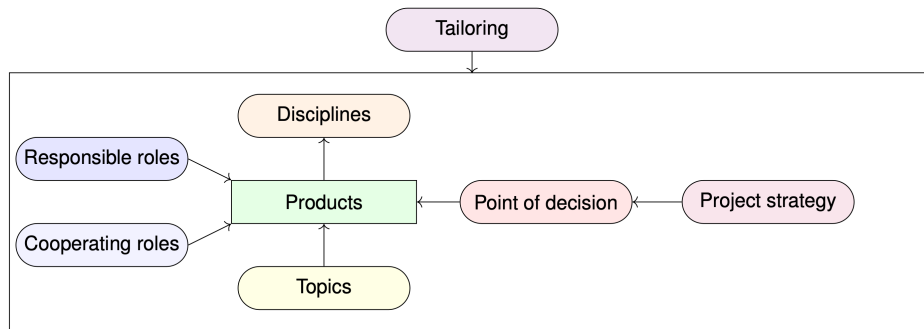 Tailoring
Disciplines
Responsible roles
Products
Point of decision
Project strategy
Cooperating roles
Topics